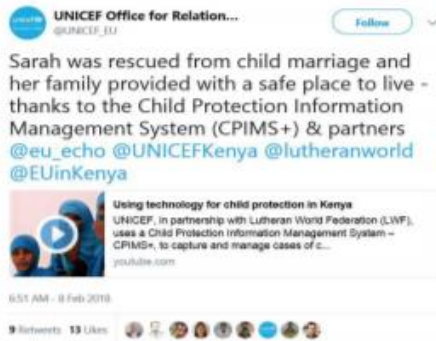 UNICEF Office for Relation...
@UNICEF_EU
Follow
Sarah was rescued from child marriage and
her family provided with a safe place to live -
thanks to the Child Protection Information
Management System (CPIMS+) & partners
@eu_echo @UNICEFKenya @lutheranworld
@EUinKenya
Using technology for child protection in Kenya
UNICEF, in partnership with Lutheran World Federation (LWF),
uses a Child Protection Information Management System –
CPIMS+, to capture and manage cases of c...
youtube.com
6:51 AM - 8 Feb 2018
9 Retweets 13 Likes